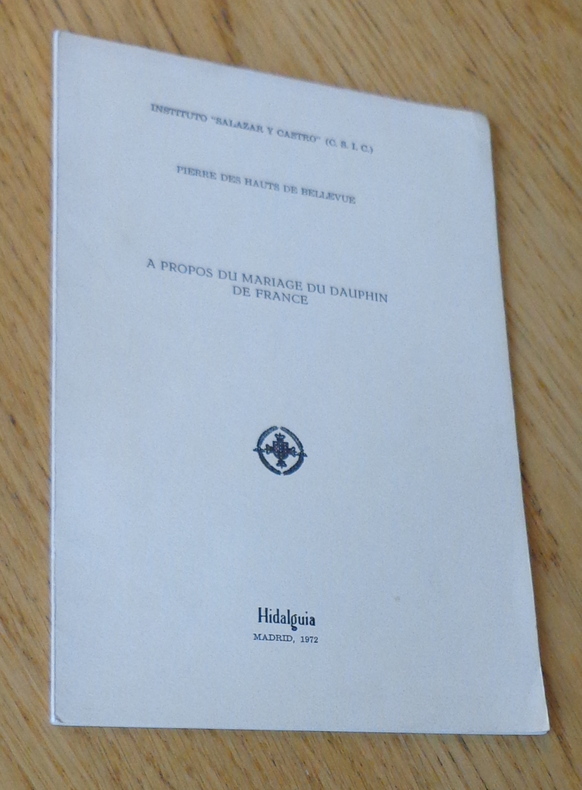 INSTITUTO "SALAZAR Y CASTRO" (C. S. I. C.)
PIERRE DES HAUTS DE BELLEVUE
A PROPOS DU MARIAGE DU DAUPHIN
DE FRANCE
Hidalguia
MADRID, 1972